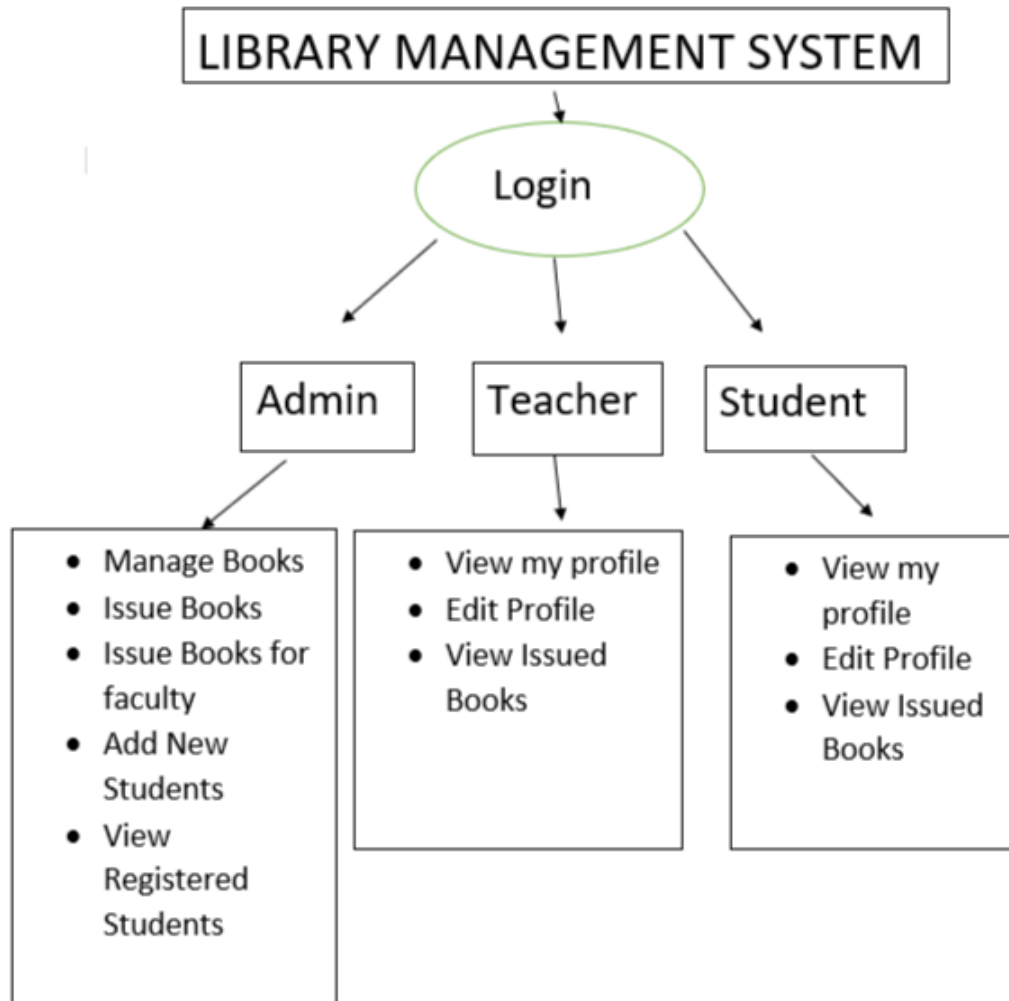 LIBRARY MANAGEMENT SYSTEM
Login
Admin
Teacher
Student
• Manage Books
• Issue Books
• Issue Books for
faculty
• Add New
Students
• View
Registered
Students
• View my profile
• Edit Profile
• View Issued
Books
• View my
profile
• Edit Profile
• View Issued
Books